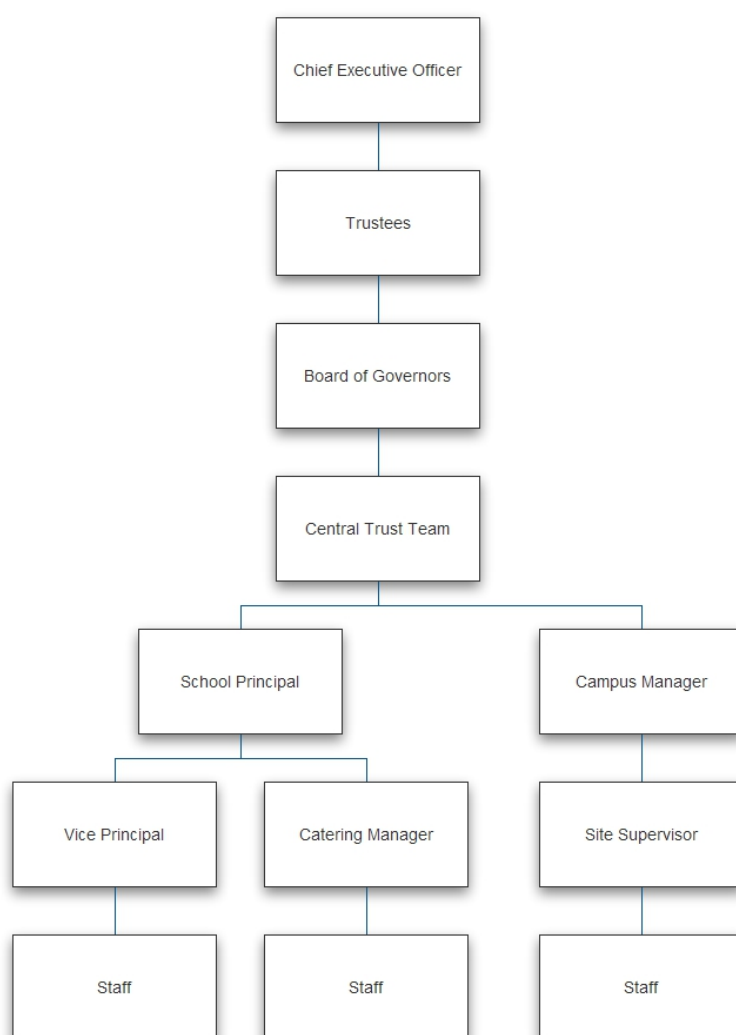 Chief Executive Officer
Trustees
Board of Governors
Central Trust Team
School Principal
Campus Manager
Vice Principal
Catering Manager
Site Supervisor
Staff
Staff
Staff